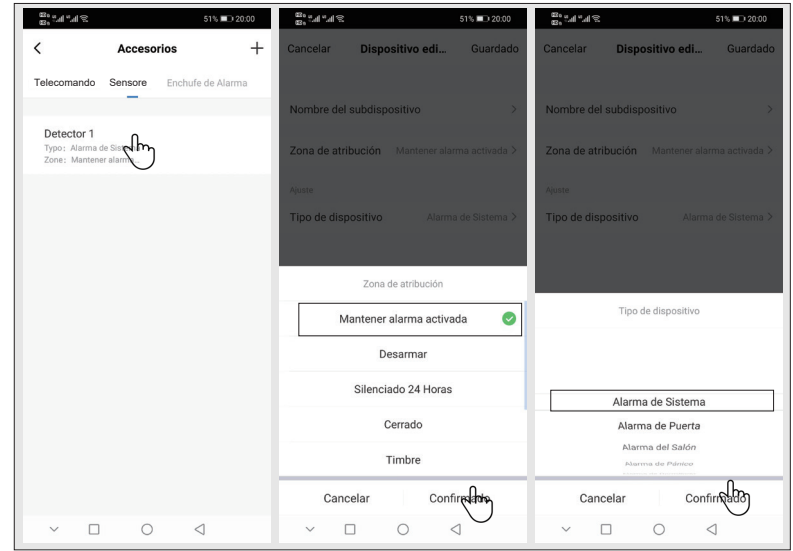 51% 20:00
Accesorios
Telecomando Sensore Enchufe de Alarma
Detector 1
Typo: Alarma de Sistema
Zone: Mantener alarma...
51% 20:00
Cancelar Dispositivo edi... Guardado
Nombre del subdispositivo
Zona de atribución Mantener alarma activada
Ajuste
Tipo de dispositivo Alarma de Sistema
Zona de atribución
Mantener alarma activada
Desarmar
Silenciado 24 Horas
Cerrado
Timbre
Cancelar Confirmado
51% 20:00
Cancelar Dispositivo edi... Guardado
Nombre del subdispositivo
Zona de atribución Mantener alarma activada
Ajuste
Tipo de dispositivo Alarma de Sistema
Tipo de dispositivo
Alarma de Sistema
Alarma de Puerta
Alarma del Salón
Alarma de Pánico
Cancelar Confirmado